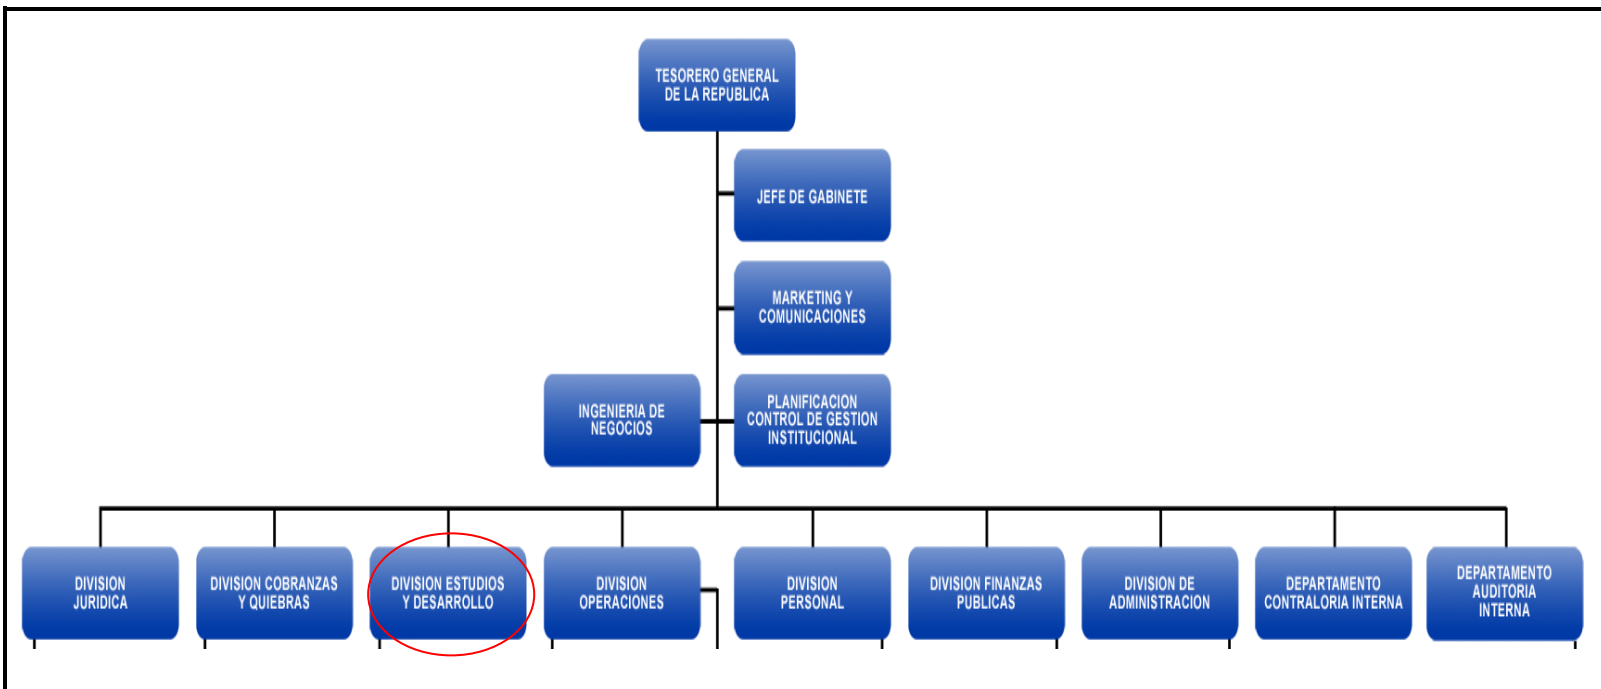 TESORERO GENERAL
DE LA REPUBLICA
JEFE DE GABINETE
MARKETING Y
COMUNICACIONES
INGENIERIA DE
NEGOCIOS
PLANIFICACION
CONTROL DE GESTION
INSTITUCIONAL
DIVISION
JURIDICA
DIVISION COBRANZAS
Y QUIEBRAS
DIVISION ESTUDIOS
Y DESARROLLO
DIVISION
OPERACIONES
DIVISION
PERSONAL
DIVISION FINANZAS
PUBLICAS
DIVISION DE
ADMINISTRACION
DEPARTAMENTO
CONTRALORIA INTERNA
DEPARTAMENTO
AUDITORIA
INTERNA